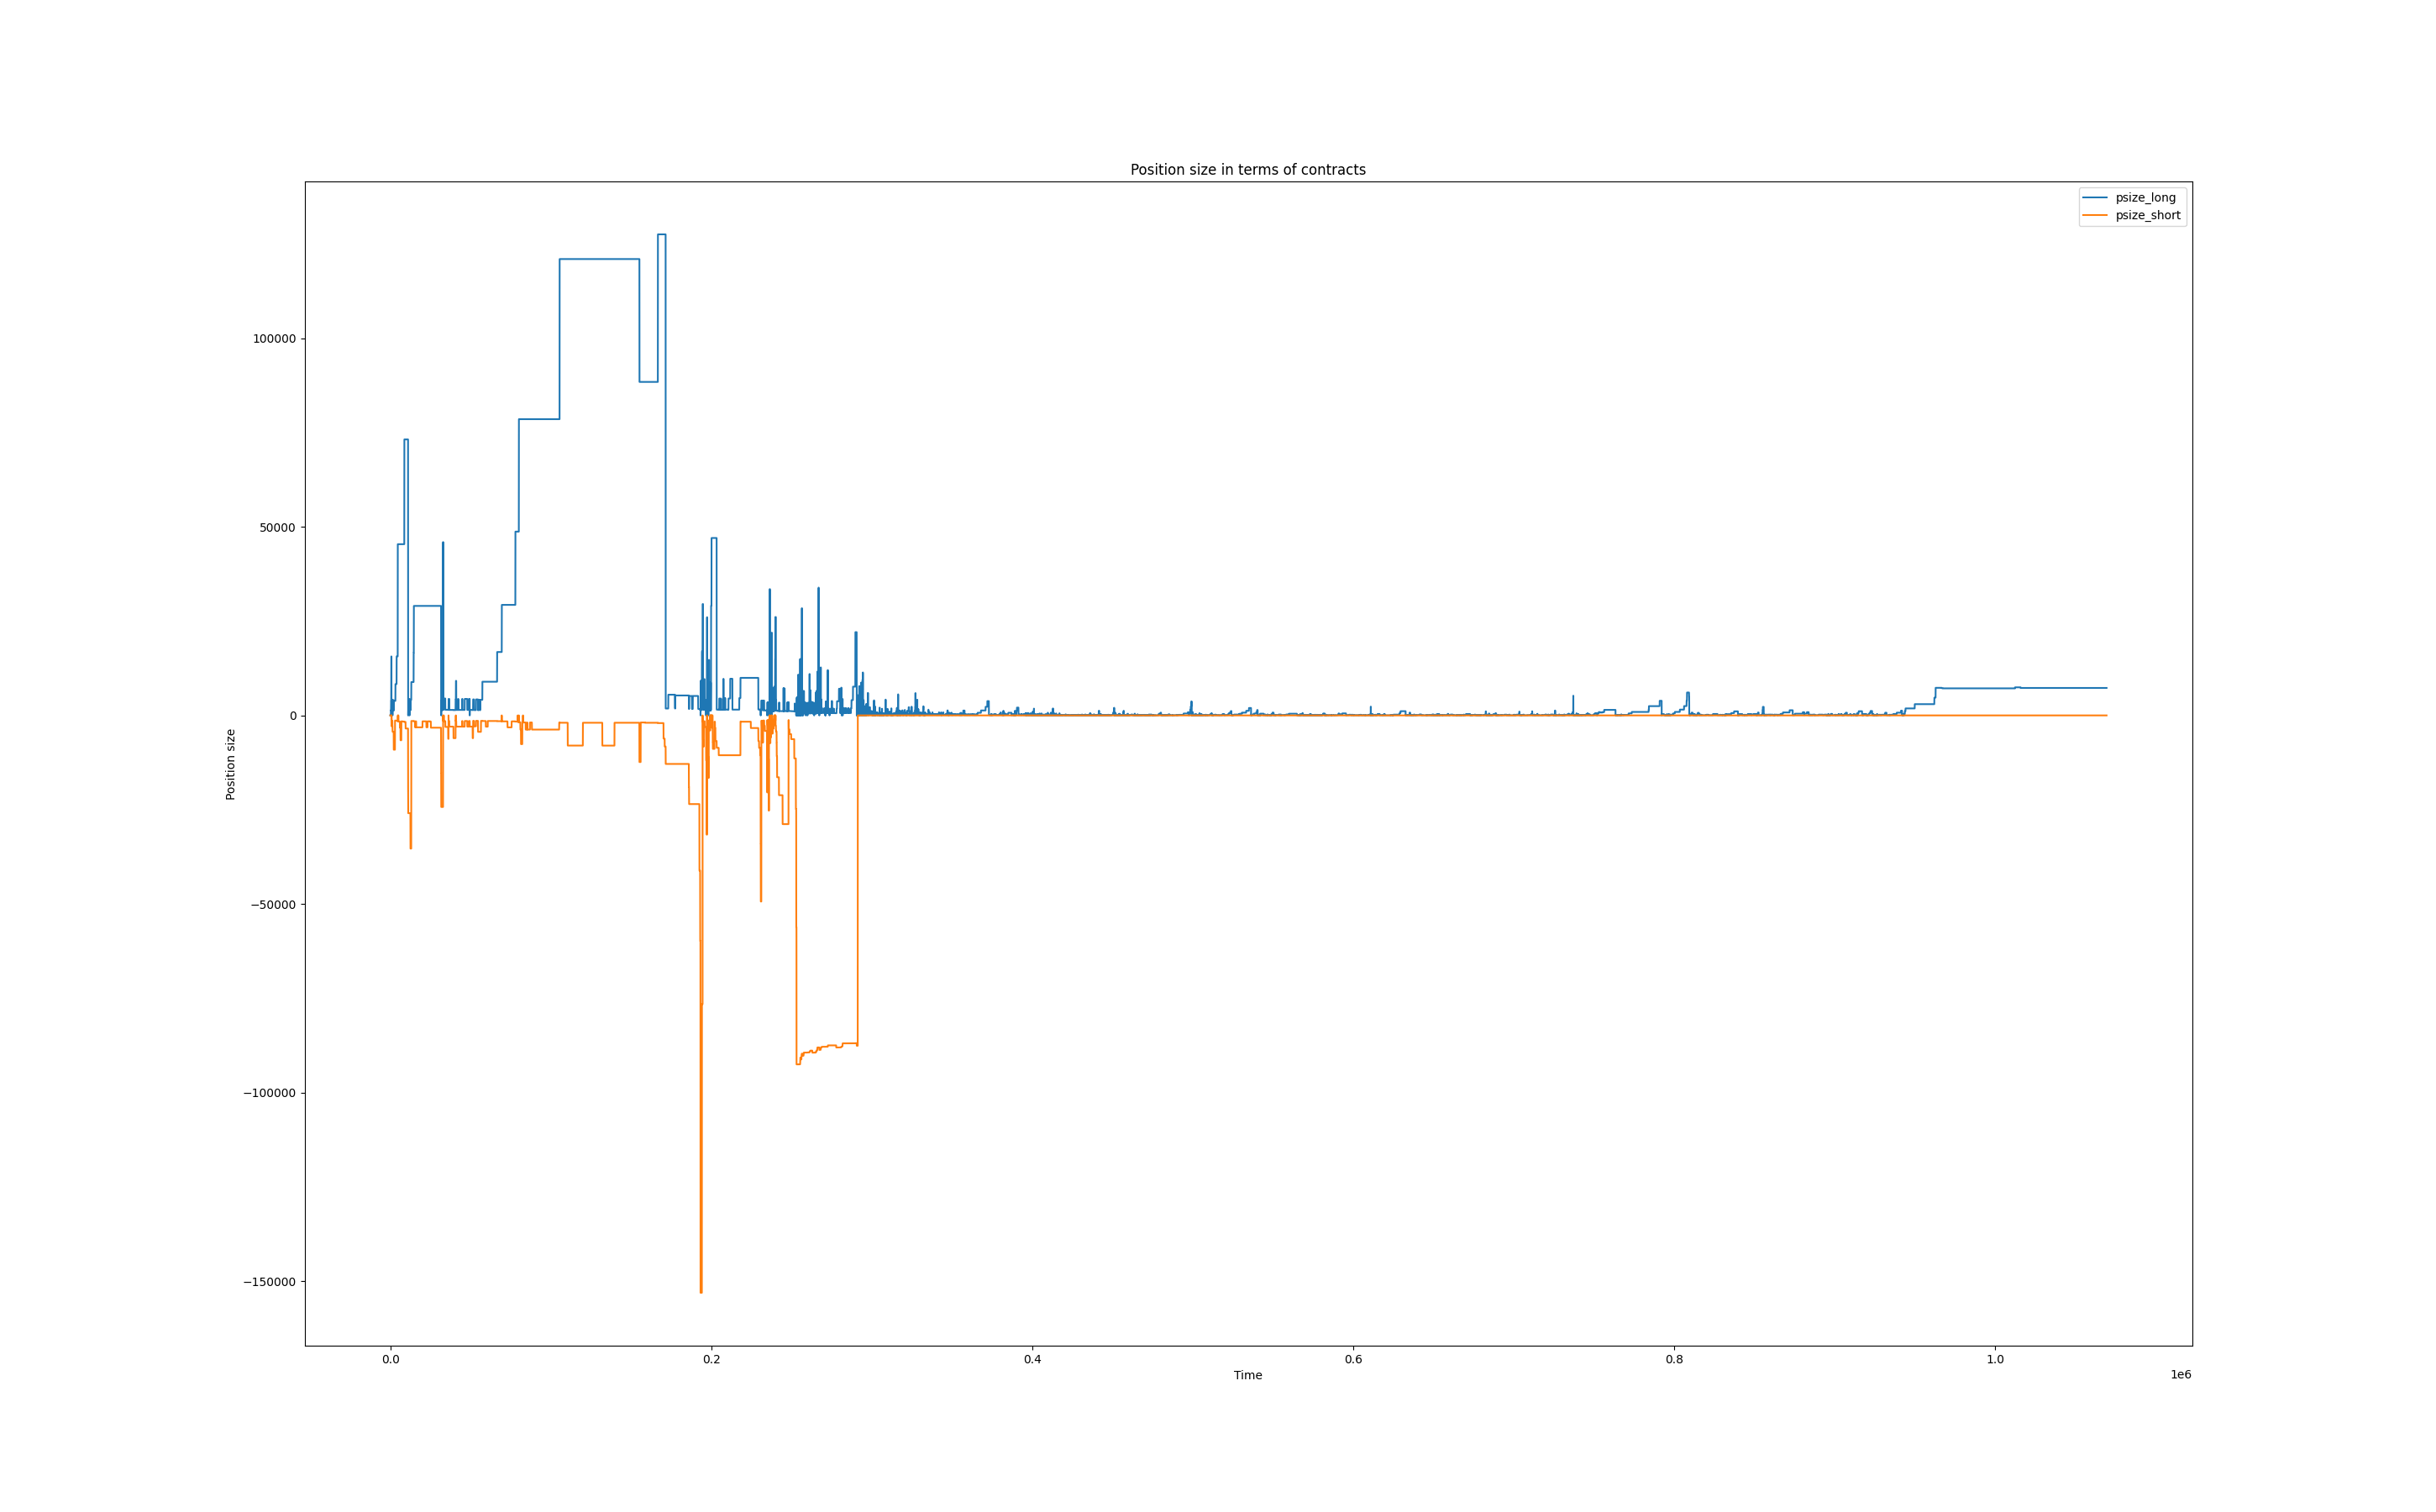 Position size in terms of contracts
psize_long
psize_short
100000
50000
0
−50000
−100000
−150000
Position size
0.0 0.2 0.4 0.6 0.8 1.0
Time
1e6